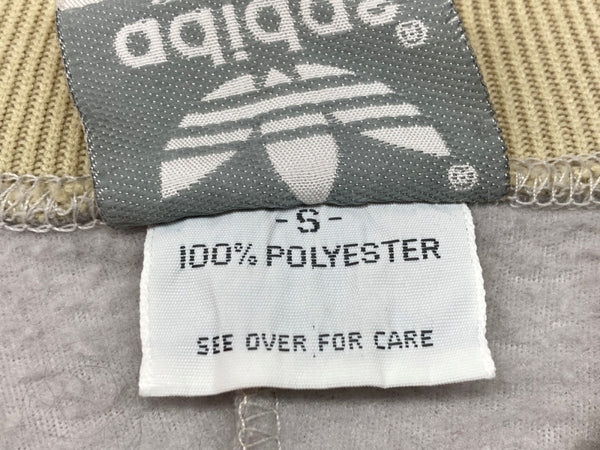 adidas
®
®
- S -
100% POLYESTER
SEE OVER FOR CARE